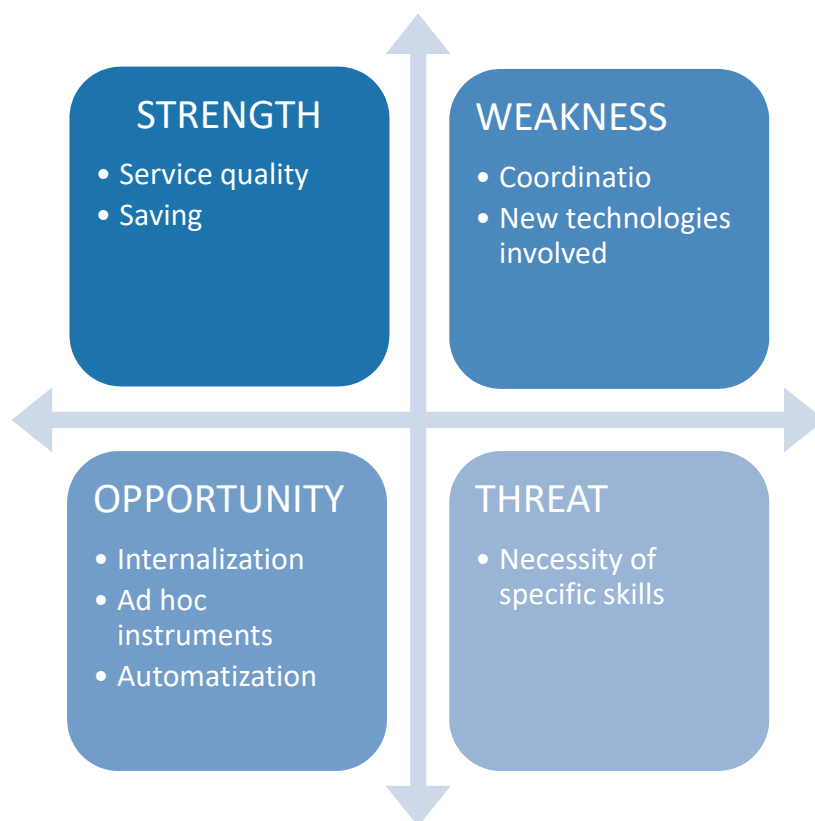 STRENGTH
• Service quality
• Saving
WEAKNESS
• Coordinatio
• New technologies
involved
OPPORTUNITY
• Internalization
• Ad hoc
instruments
• Automatization
THREAT
• Necessity of
specific skills